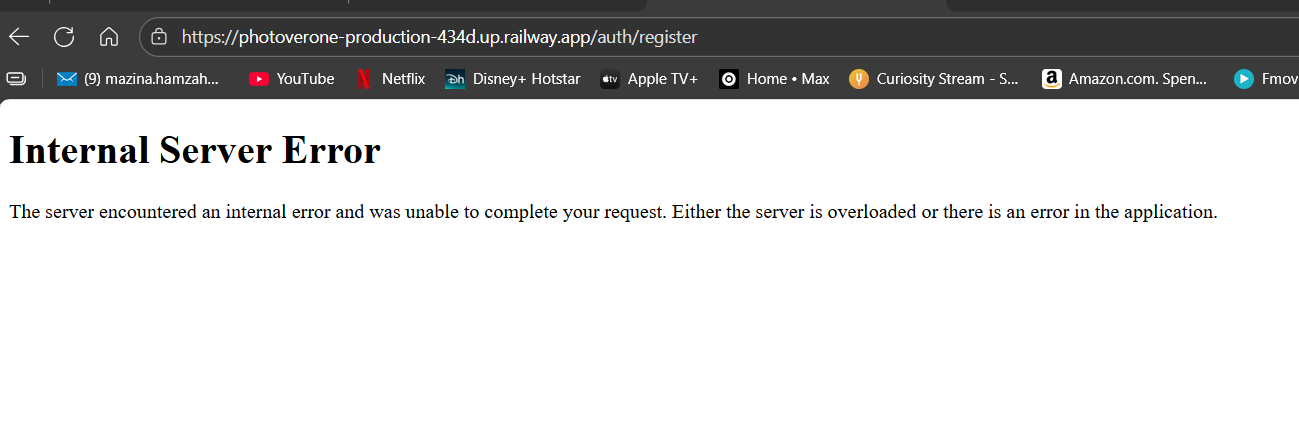 https://photoverone-production-434d.up.railway.app/auth/register
(9) mazina.hamzah... YouTube Netflix Disney+ Hotstar Apple TV+ Home • Max Curiosity Stream - S... Amazon.com. Spen... Fmov
Internal Server Error
The server encountered an internal error and was unable to complete your request. Either the server is overloaded or there is an error in the application.